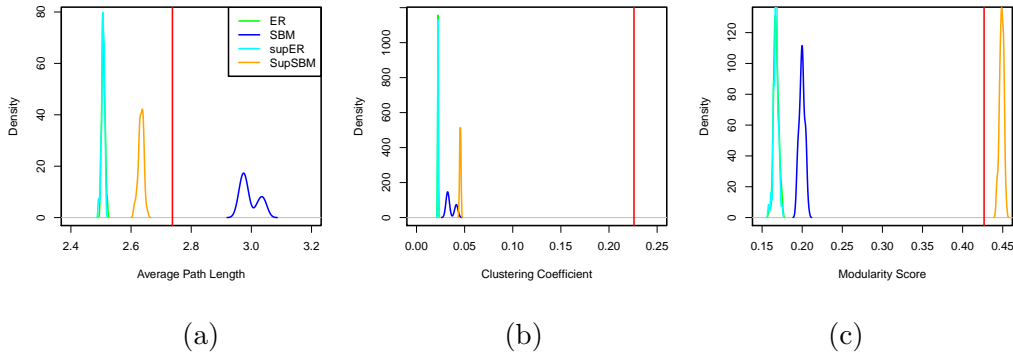 ER
SBM
supER
SupSBM
Density
0 20 40 60 80
2.4 2.6 2.8 3.0 3.2
Average Path Length
(a)
Density
0 200 400 600 800 1000
0.00 0.05 0.10 0.15 0.20 0.25
Clustering Coefficient
(b)
Density
0 20 40 60 80 100 120
0.15 0.20 0.25 0.30 0.35 0.40 0.45
Modularity Score
(c)